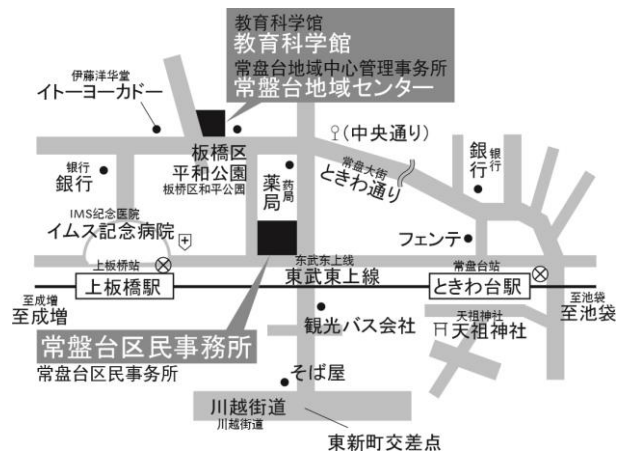 教育科学馆
教育科学館
常盘台地域中心管理事务所
常盤台地域センター
伊藤洋华堂
イトーヨーカドー
板橋区
平和公園
板桥区和平公园
(中央通り)
常盘大街
ときわ通り
银行
銀行
药局
薬局
銀行
银行
IMS纪念医院
イムス記念病院
フェンテ
上板桥站
上板橋駅
东武东上线
東武東上線
常盘台站
ときわ台駅
至成增
至成増
至池袋
至池袋
常盤台区民事務所
常盘台区民事务所
観光バス会社
天祖神社
天祖神社
そば屋
川越街道
川越街道
東新町交差点